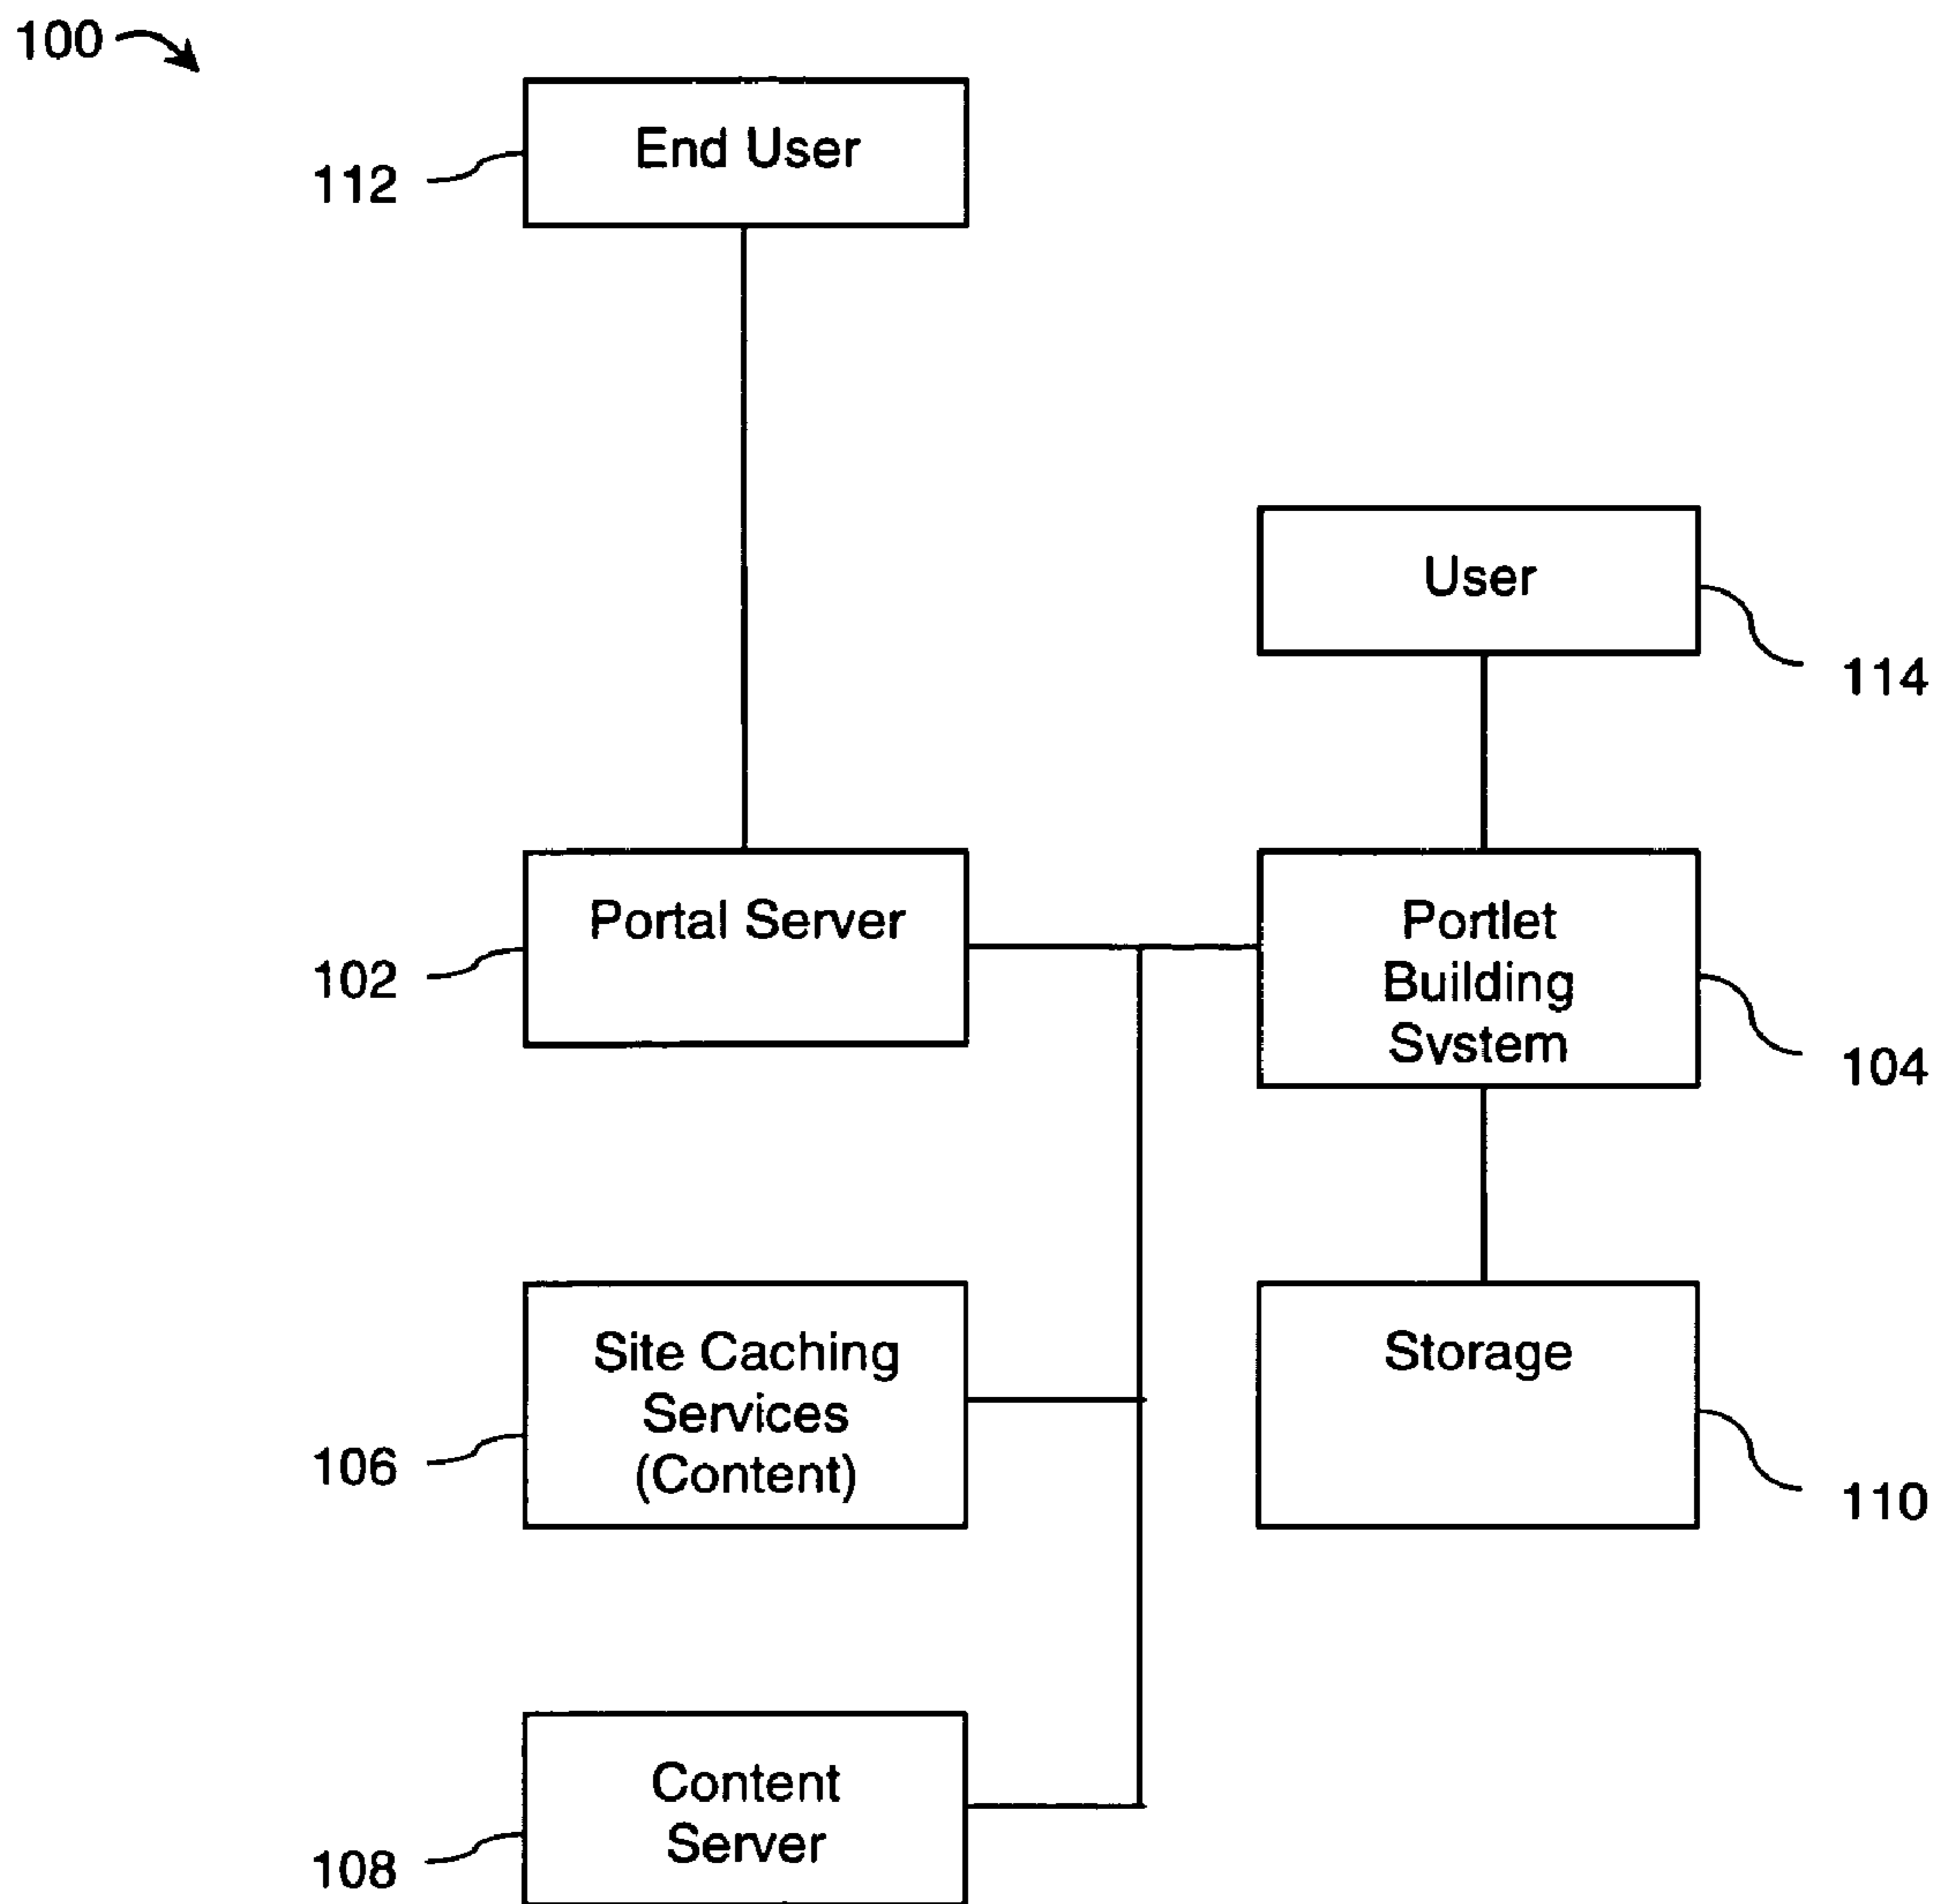 100
End User
112
User
114
Portal Server
102
Portlet
Building
System
104
Site Caching
Services
(Content)
106
Storage
110
Content
Server
108